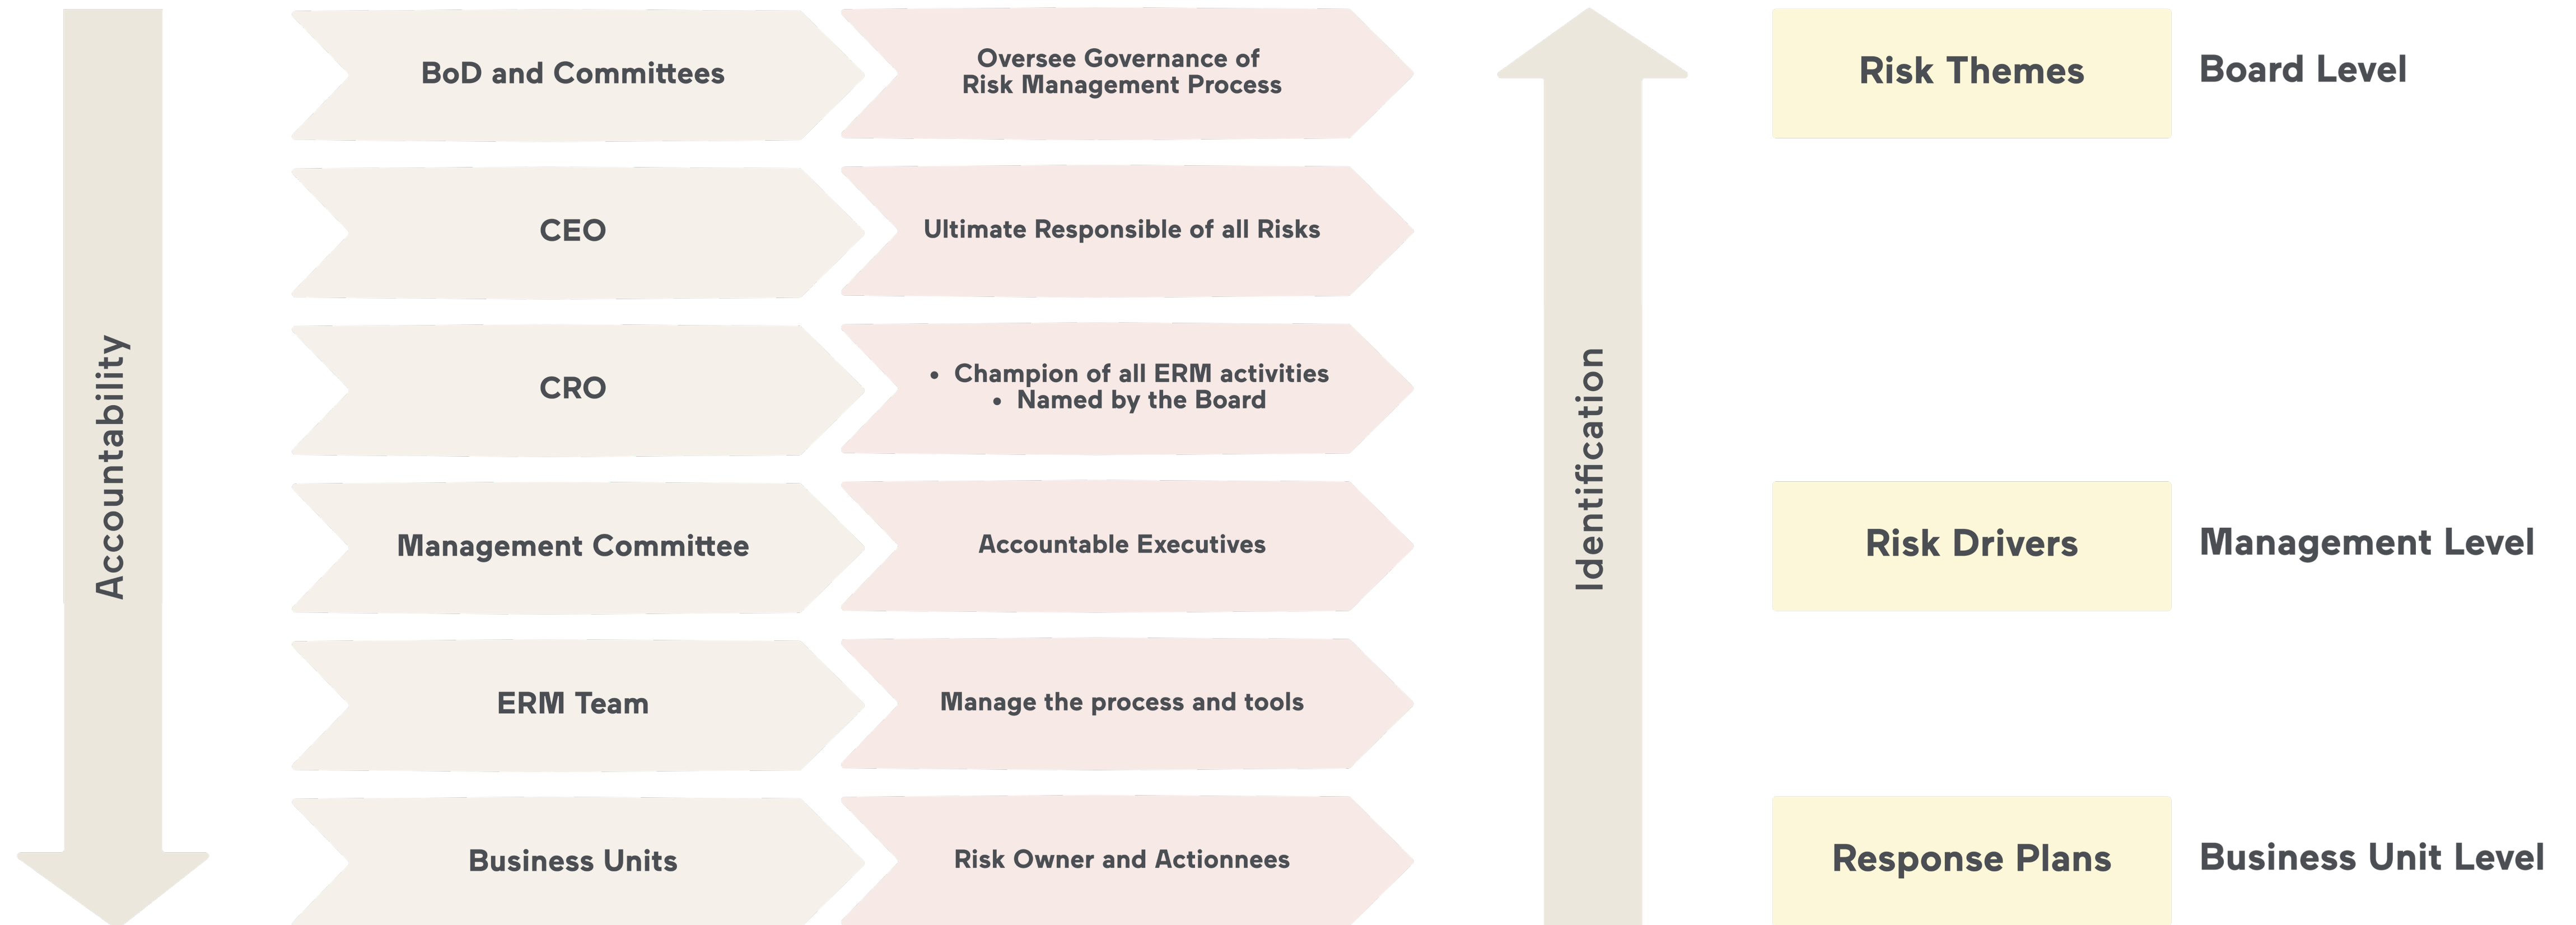 Accountability
BoD and Committees
Oversee Governance of
Risk Management Process
CEO
Ultimate Responsible of all Risks
CRO
• Champion of all ERM activities
• Named by the Board
Management Committee
Accountable Executives
ERM Team
Manage the process and tools
Business Units
Risk Owner and Actionnees
Identification
Risk Themes
Board Level
Risk Drivers
Management Level
Response Plans
Business Unit Level